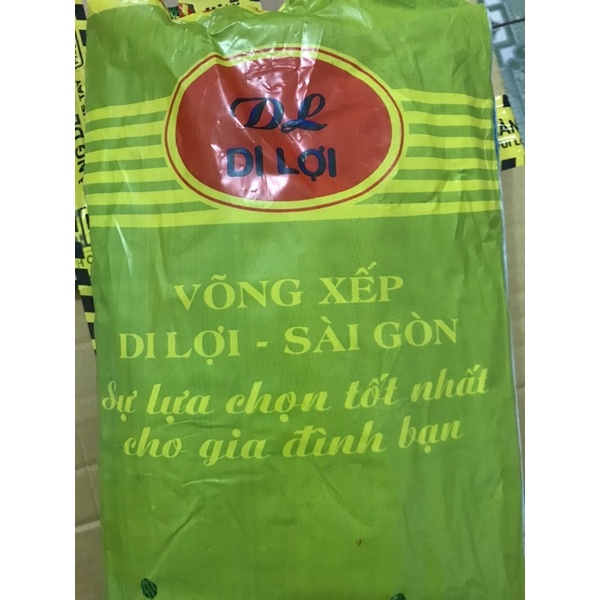 DL
DI LỢI
VÕNG XẾP
DI LỢI - SÀI GÒN
Sự lựa chọn tốt nhất
cho gia đình bạn